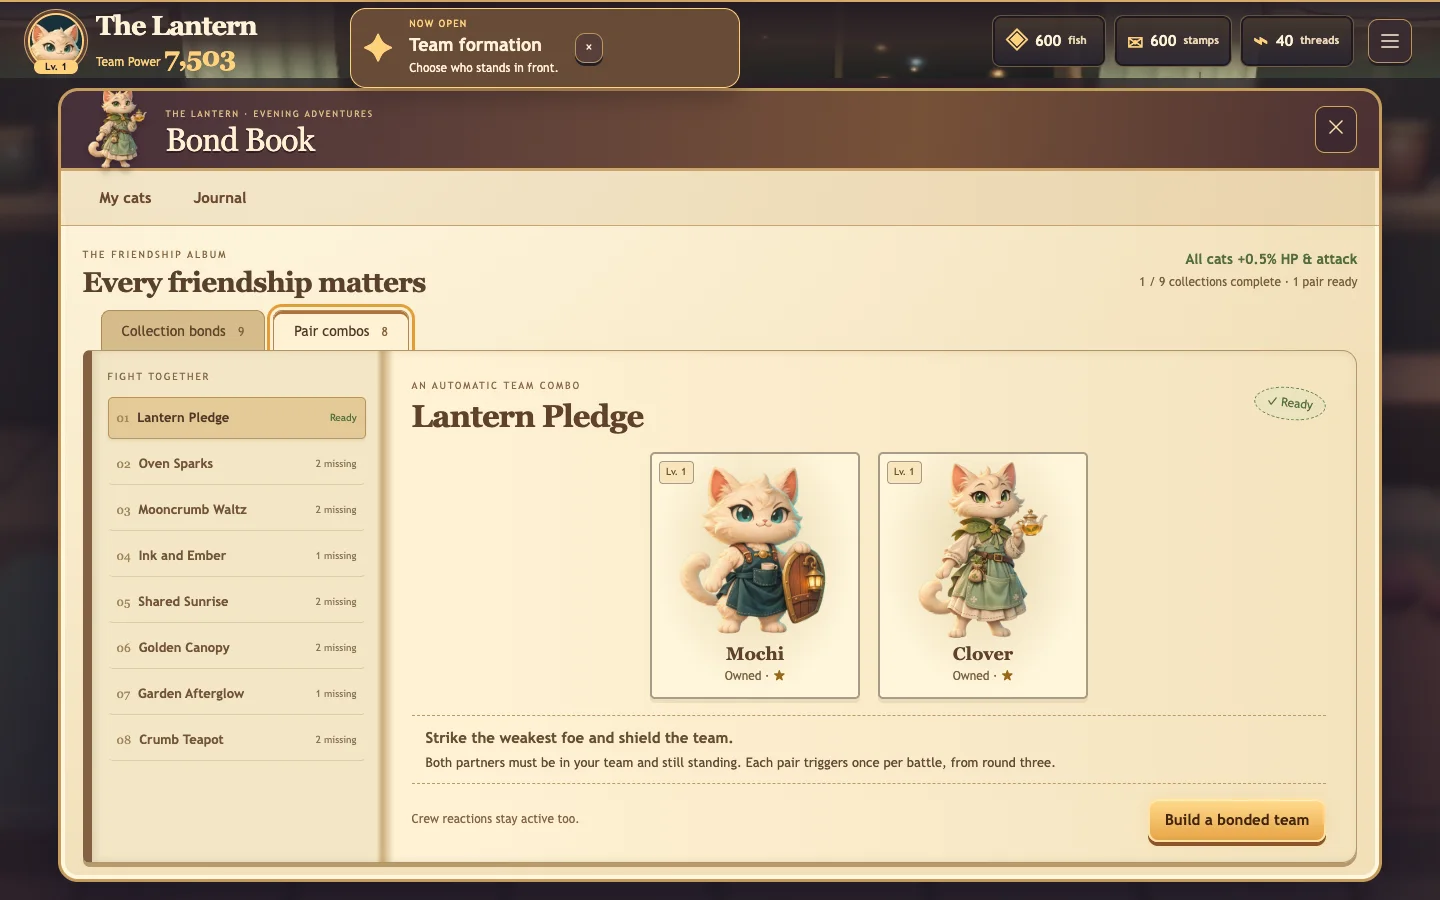 The Lantern
Lv. 1
Team Power 7,503
NOW OPEN
Team formation
Choose who stands in front.
×
600 fish
600 stamps
40 threads
THE LANTERN · EVENING ADVENTURES
Bond Book
My cats
Journal
THE FRIENDSHIP ALBUM
Every friendship matters
All cats +0.5% HP & attack
1 / 9 collections complete · 1 pair ready
Collection bonds 9
Pair combos 8
FIGHT TOGETHER
01 Lantern Pledge Ready
02 Oven Sparks 2 missing
03 Mooncrumb Waltz 2 missing
04 Ink and Ember 1 missing
05 Shared Sunrise 2 missing
06 Golden Canopy 2 missing
07 Garden Afterglow 1 missing
08 Crumb Teapot 2 missing
AN AUTOMATIC TEAM COMBO
Lantern Pledge
✓ Ready
Lv. 1
Mochi
Owned · ★
Lv. 1
Clover
Owned · ★
Strike the weakest foe and shield the team.
Both partners must be in your team and still standing. Each pair triggers once per battle, from round three.
Crew reactions stay active too.
Build a bonded team